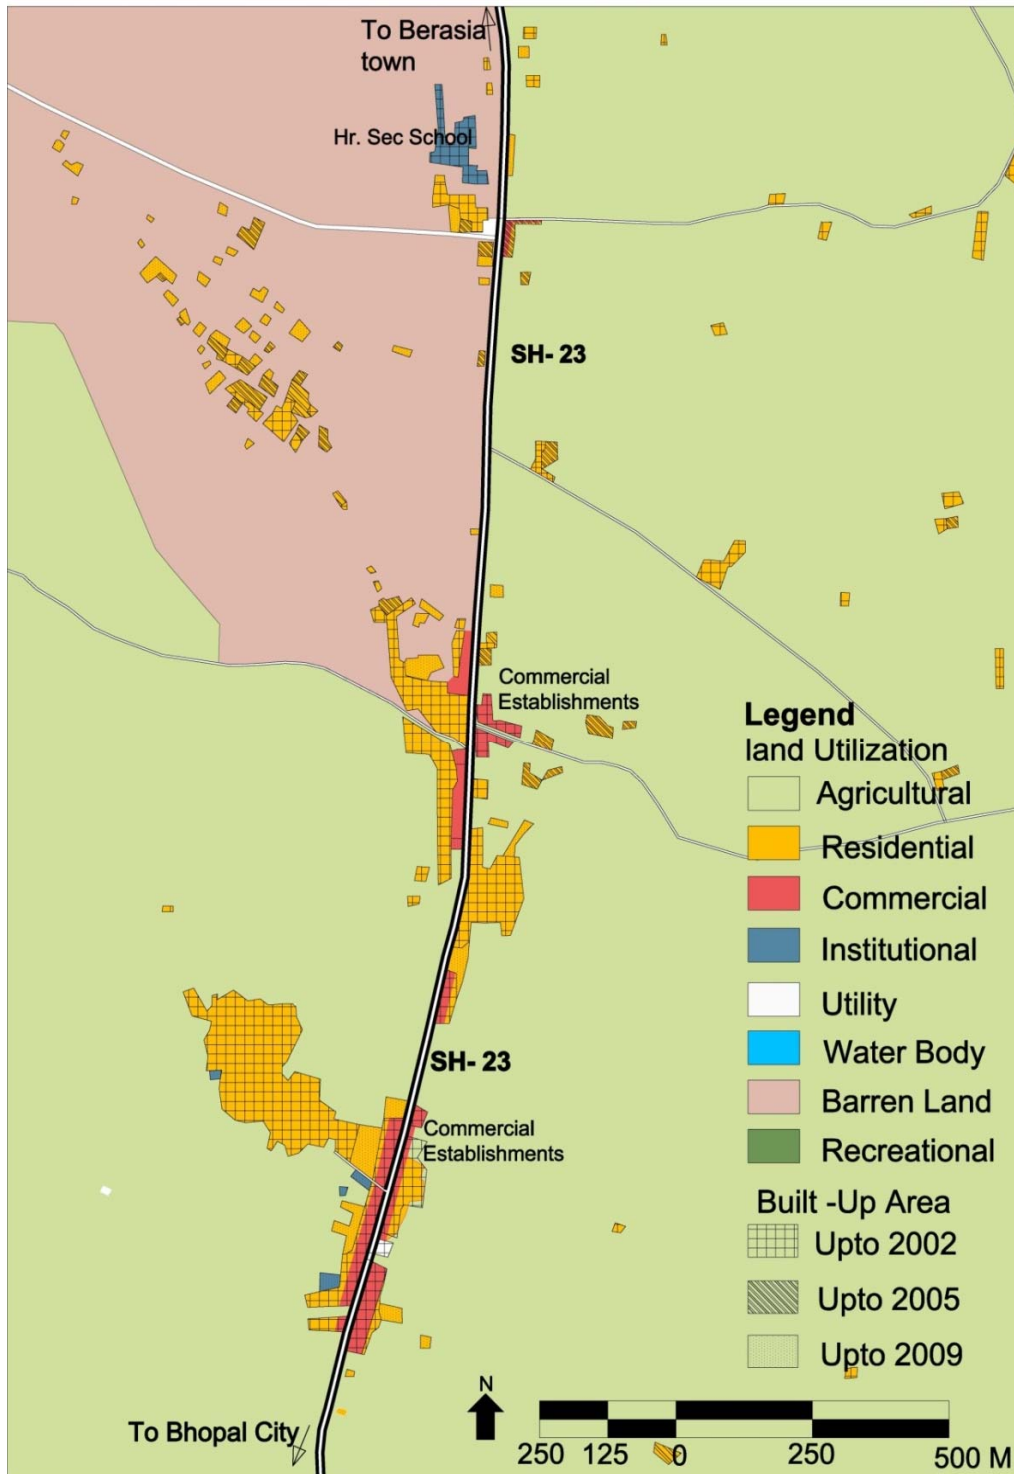 To Berasia
town
Hr. Sec School
SH- 23
Commercial
Establishments
Legend
land Utilization
Agricultural
Residential
Commercial
Institutional
Utility
Water Body
Barren Land
Recreational
Built -Up Area
Upto 2002
Upto 2005
Upto 2009
SH- 23
Commercial
Establishments
To Bhopal City
N
250 125 0 250 500 M